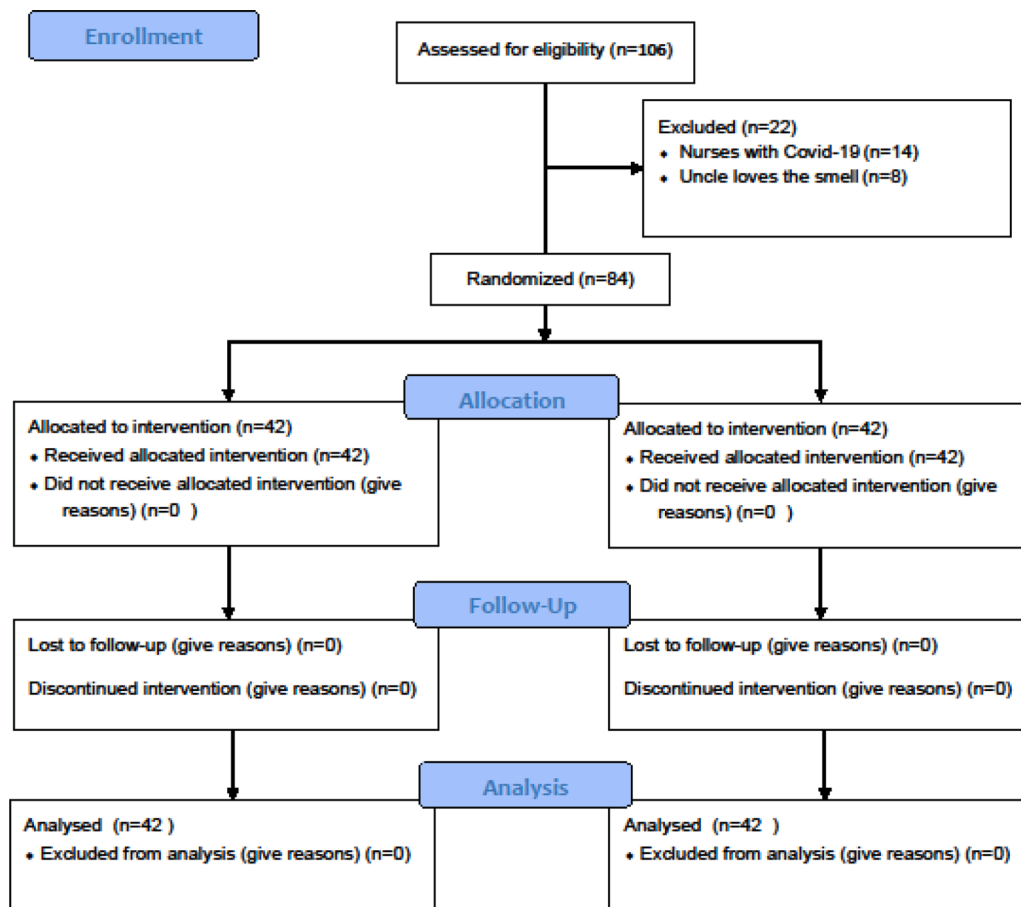 Enrollment
Assessed for eligibility (n=106)
Excluded (n=22)
⬧ Nurses with Covid-19 (n=14)
⬧ Uncle loves the smell (n=8)
Randomized (n=84)
Allocation
Allocated to intervention (n=42)
⬧ Received allocated intervention (n=42)
⬧ Did not receive allocated intervention (give
reasons) (n=0 )
Allocated to intervention (n=42)
⬧ Received allocated intervention (n=42)
⬧ Did not receive allocated intervention (give
reasons) (n=0 )
Follow-Up
Lost to follow-up (give reasons) (n=0)
Discontinued intervention (give reasons) (n=0)
Lost to follow-up (give reasons) (n=0)
Discontinued intervention (give reasons) (n=0)
Analysis
Analysed (n=42 )
⬧ Excluded from analysis (give reasons) (n=0)
Analysed (n=42 )
⬧ Excluded from analysis (give reasons) (n=0)